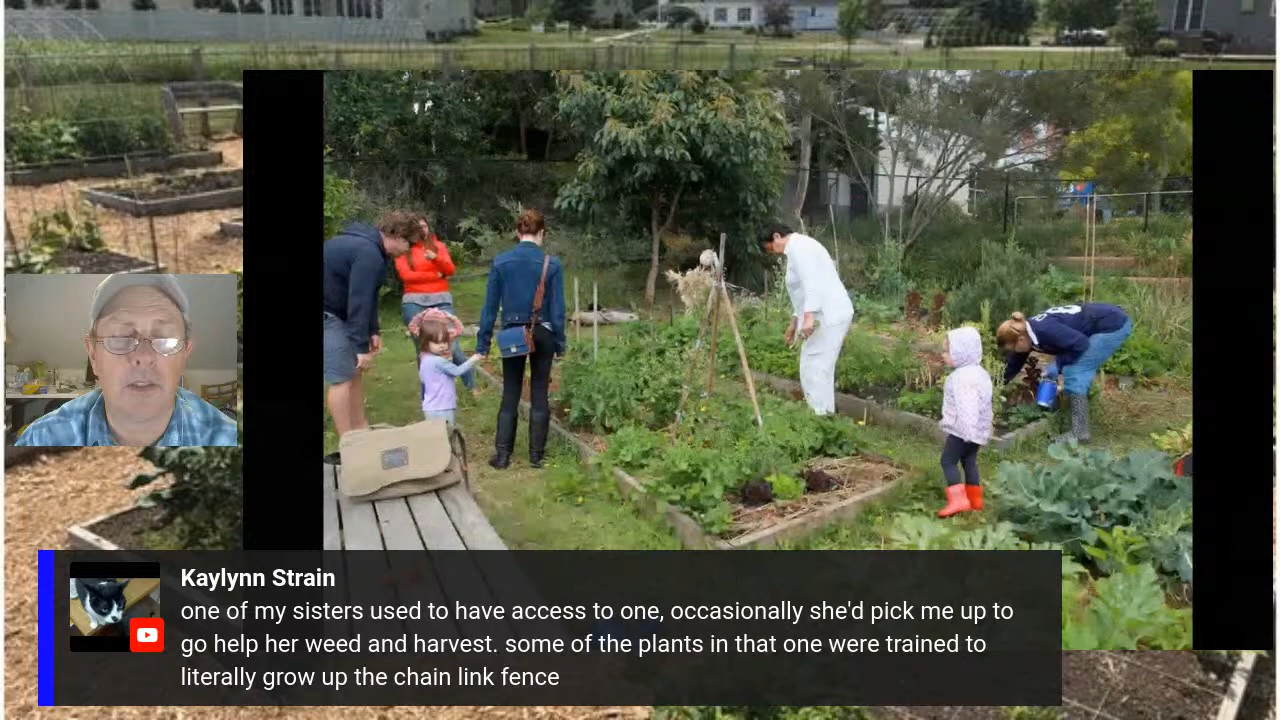 Kaylynn Strain
one of my sisters used to have access to one, occasionally she'd pick me up to
go help her weed and harvest. some of the plants in that one were trained to
literally grow up the chain link fence